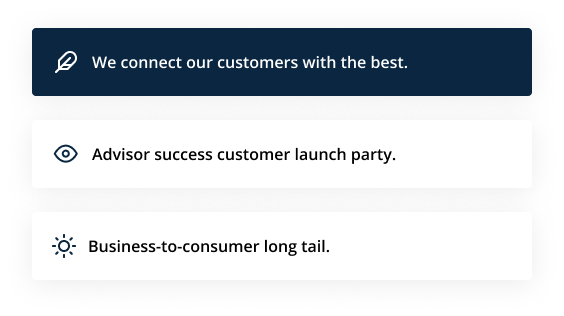 We connect our customers with the best.
Advisor success customer launch party.
Business-to-consumer long tail.